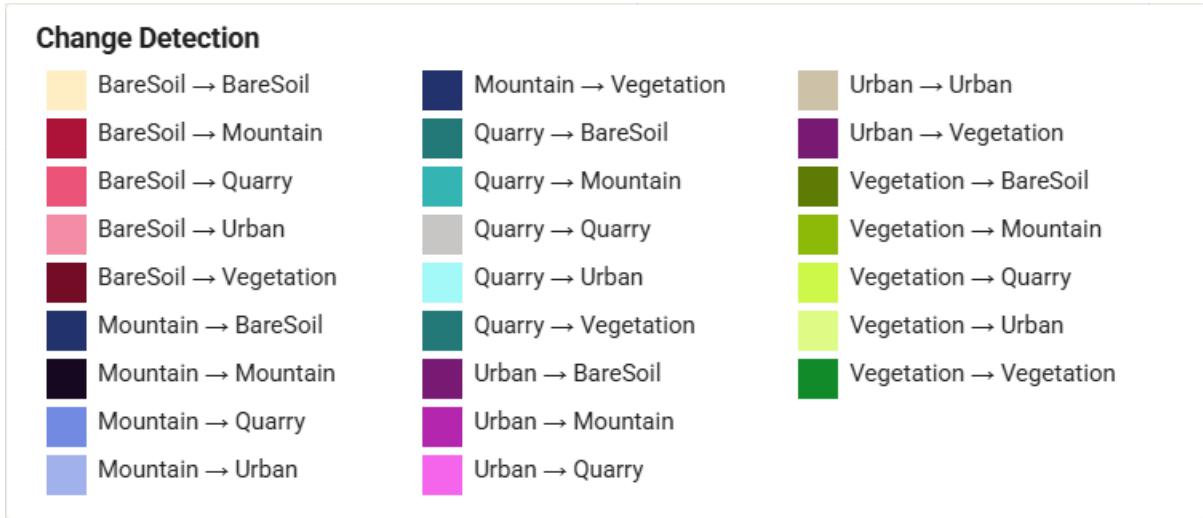 Change Detection
BareSoil → BareSoil
BareSoil → Mountain
BareSoil → Quarry
BareSoil → Urban
BareSoil → Vegetation
Mountain → BareSoil
Mountain → Mountain
Mountain → Quarry
Mountain → Urban
Mountain → Vegetation
Quarry → BareSoil
Quarry → Mountain
Quarry → Quarry
Quarry → Urban
Quarry → Vegetation
Urban → BareSoil
Urban → Mountain
Urban → Quarry
Urban → Urban
Urban → Vegetation
Vegetation → BareSoil
Vegetation → Mountain
Vegetation → Quarry
Vegetation → Urban
Vegetation → Vegetation